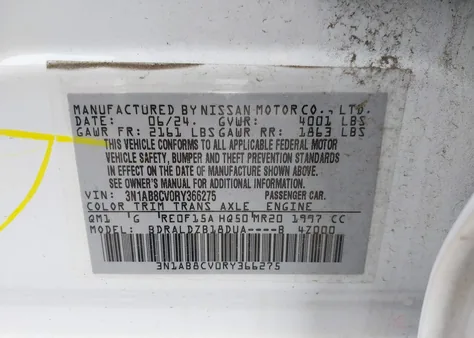 MANUFACTURED BY NISSAN MOTOR CO., LTD.
DATE: 06/24 GVWR: 4001 LBS
GAWR FR: 2161 LBS GAWR RR: 1863 LBS
THIS VEHICLE CONFORMS TO ALL APPLICABLE FEDERAL MOTOR
VEHICLE SAFETY, BUMPER AND THEFT PREVENTION STANDARDS
IN EFFECT ON THE DATE OF MANUFACTURE SHOWN ABOVE.
SEE OWNER'S MANUAL FOR ADDITIONAL INFORMATION.
VIN: 3N1AB8CV0RY366275 PASSENGER CAR.
COLOR TRIM TRANS AXLE ENGINE
QM1 G RE0F15A HQ50 MR20 1997 CC
MODEL: BDRALDZB18DUA----B 4Z000
3N1AB8CV0RY366275